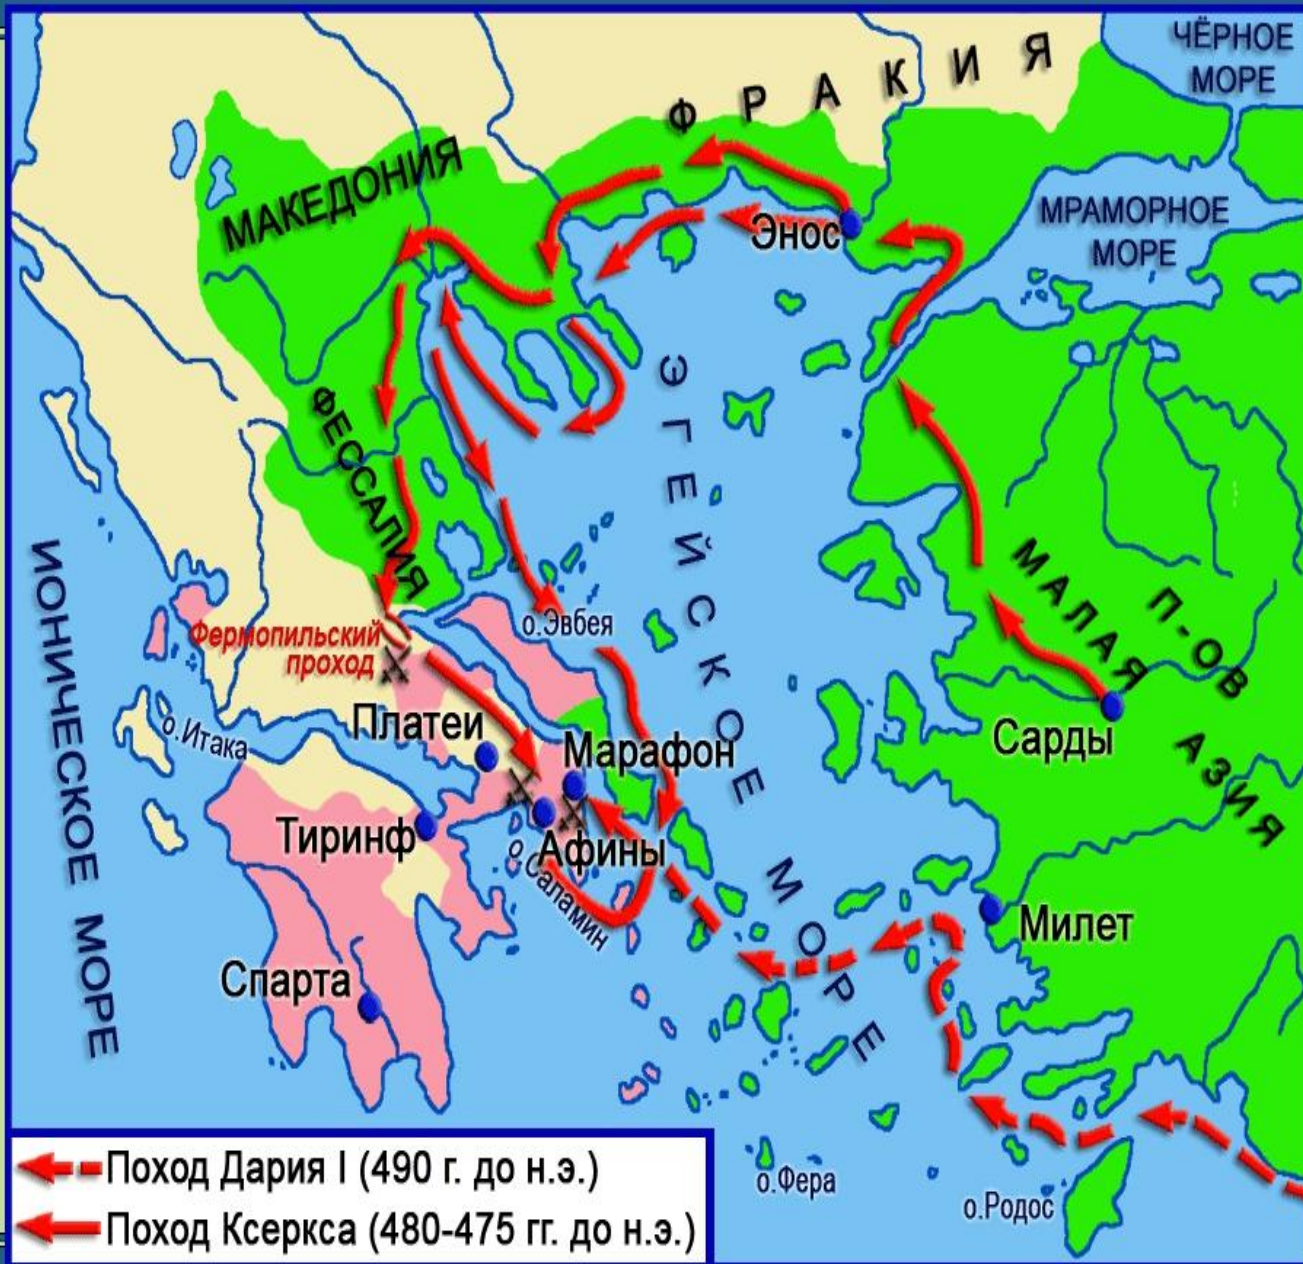 ЧЁРНОЕ
МОРЕ
ФРАКИЯ
МАКЕДОНИЯ
МРАМОРНОЕ
МОРЕ
Энос
ЭГЕЙСКОЕ МОРЕ
ФЕССАЛИЯ
ИОНИЧЕСКОЕ МОРЕ
П-ОВ
МАЛАЯ АЗИЯ
Фермопильский
проход
о.Эвбея
о.Итака
Платеи
Марафон
Сарды
Тиринф
Афины
о.Саламин
Милет
Спарта
о.Фера
о.Родос
Поход Дария I (490 г. до н.э.)
Поход Ксеркса (480-475 гг. до н.э.)